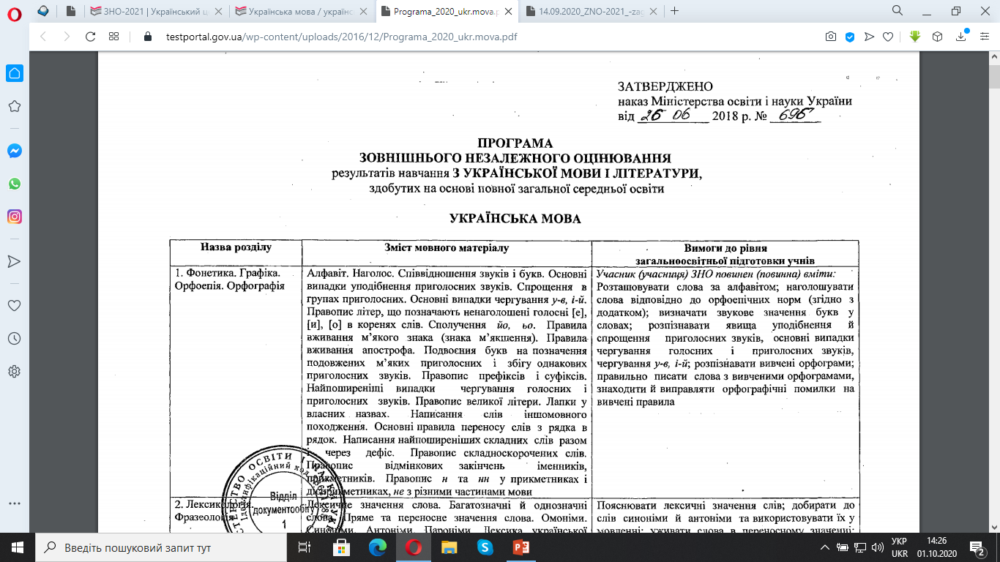 ЗНО-2021 | Український ц
Українська мова / українс
Programa_2020_ukr.mova.p
14.09.2020_ZNO-2021_-zag
testportal.gov.ua/wp-content/uploads/2016/12/Programa_2020_ukr.mova.pdf
ЗАТВЕРДЖЕНО
наказ Міністерства освіти і науки України
від 26 06 2018 р. № 696
ПРОГРАМА
ЗОВНІШНЬОГО НЕЗАЛЕЖНОГО ОЦІНЮВАННЯ
результатів навчання З УКРАЇНСЬКОЇ МОВИ І ЛІТЕРАТУРИ,
здобутих на основі повної загальної середньої освіти
УКРАЇНСЬКА МОВА
Назва розділу
Зміст мовного матеріалу
Вимоги до рівня
загальноосвітньої підготовки учнів
1. Фонетика. Графіка.
Орфоепія. Орфографія
Алфавіт. Наголос. Співвідношення звуків і букв. Основні
випадки уподібнення приголосних звуків. Спрощення в
групах приголосних. Основні випадки чергування у-в, і-й.
Правопис літер, що позначають ненаголошені голосні [е],
[и], [о] в коренях слів. Сполучення йо, ьо. Правила
вживання м’якого знака (знака м’якшення). Правила
вживання апострофа. Подвоєння букв на позначення
подовжених м’яких приголосних і збігу однакових
приголосних звуків. Правопис префіксів і суфіксів.
Найпоширеніші випадки чергування голосних і
приголосних звуків. Правопис великої літери. Лапки у
власних назвах. Написання слів іншомовного
походження. Основні правила переносу слів з рядка в
рядок. Написання найпоширеніших складних слів разом
і через дефіс. Правопис складноскорочених слів.
Правопис відмінкових закінчень іменників,
прикметників. Правопис н та нн у прикметниках і
дієприкметниках, не з різними частинами мови
Учасник (учасниця) ЗНО повинен (повинна) вміти:
Розташовувати слова за алфавітом; наголошувати
слова відповідно до орфоепічних норм (згідно з
додатком); визначати звукове значення букв у
словах; розпізнавати явища уподібнення й
спрощення приголосних звуків, основні випадки
чергування голосних і приголосних звуків,
чергування у-в, і-й; розпізнавати вивчені орфограми;
правильно писати слова з вивченими орфограмами,
знаходити й виправляти орфографічні помилки на
вивчені правила
2. Лексикологія.
Фразеологія
Лексичне значення слова. Багатозначні й однозначні
слова. Пряме та переносне значення слова. Омоніми.
Синоніми. Антоніми. Пароніми. Лексика української
Пояснювати лексичні значення слів; добирати до
слів синоніми й антоніми та використовувати їх у
мовленні; уживати слова в переносному значенні;
Відділ
документообігу
1
Введіть пошуковий запит тут
УКР
UKR
14:26
01.10.2020
2